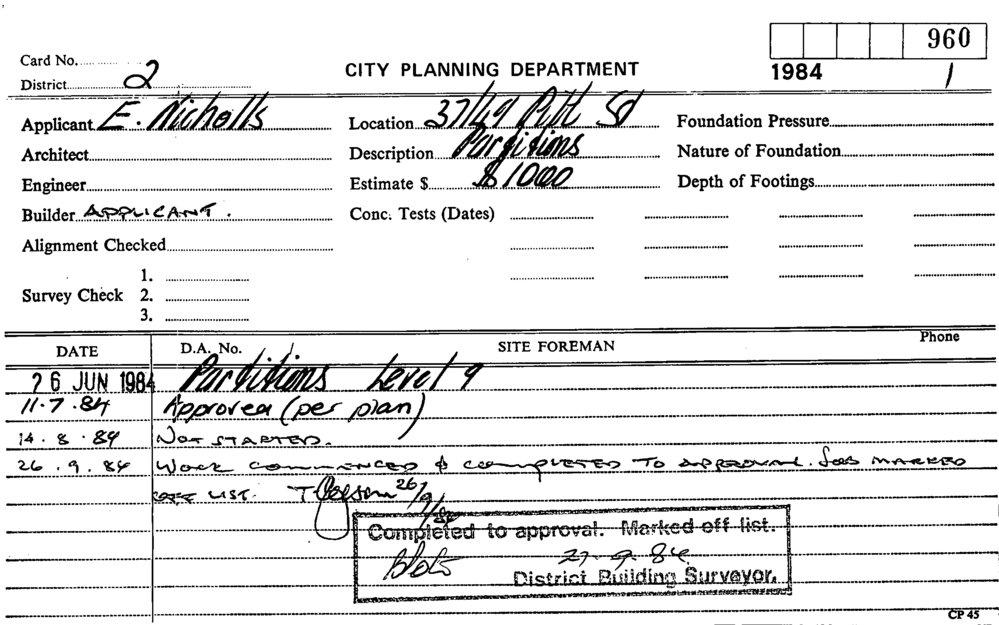 960
Card No.
District 2
CITY PLANNING DEPARTMENT
1984 1
Applicant E. Nicholls
Location 37/49 Pitt St
Foundation Pressure
Architect
Description Partitions
Nature of Foundation
Engineer
Estimate $ $1000
Depth of Footings
Builder APPLICANT.
Conc. Tests (Dates)
Alignment Checked
1.
Survey Check 2.
3.
DATE D.A. No. SITE FOREMAN Phone
26 JUN 1984 Partitions Level 9
11.7.84 Approved (per plan)
14.8.84 NOT STARTED.
26.9.84 WORK COMMENCED & COMPLETED TO APPROVAL. JOB MARKED
OFF LIST. T 26/9/84
Completed to approval. Marked off list.
27.9.84
District Building Surveyor.
CP 45